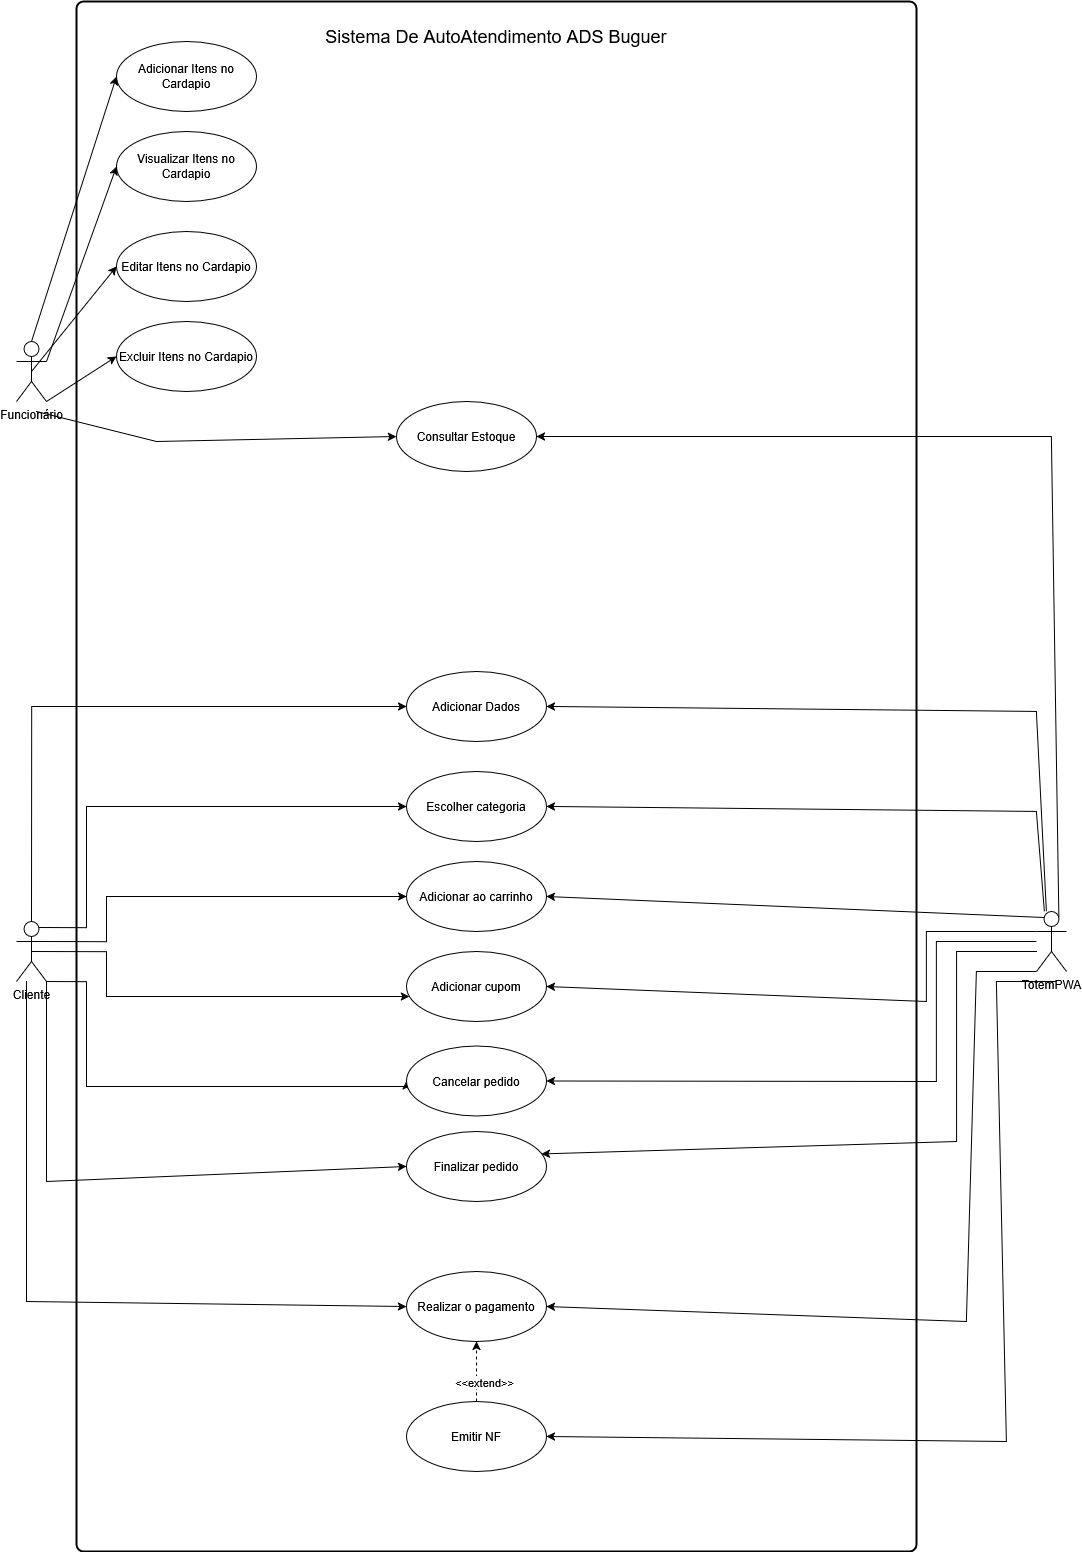 Sistema De AutoAtendimento ADS Buguer
Adicionar Itens no
Cardapio
Visualizar Itens no
Cardapio
Editar Itens no Cardapio
Excluir Itens no Cardapio
Funcionário
Consultar Estoque
Adicionar Dados
Escolher categoria
Adicionar ao carrinho
Adicionar cupom
Cliente
TotemPWA
Cancelar pedido
Finalizar pedido
Realizar o pagamento
<<extend>>
Emitir NF